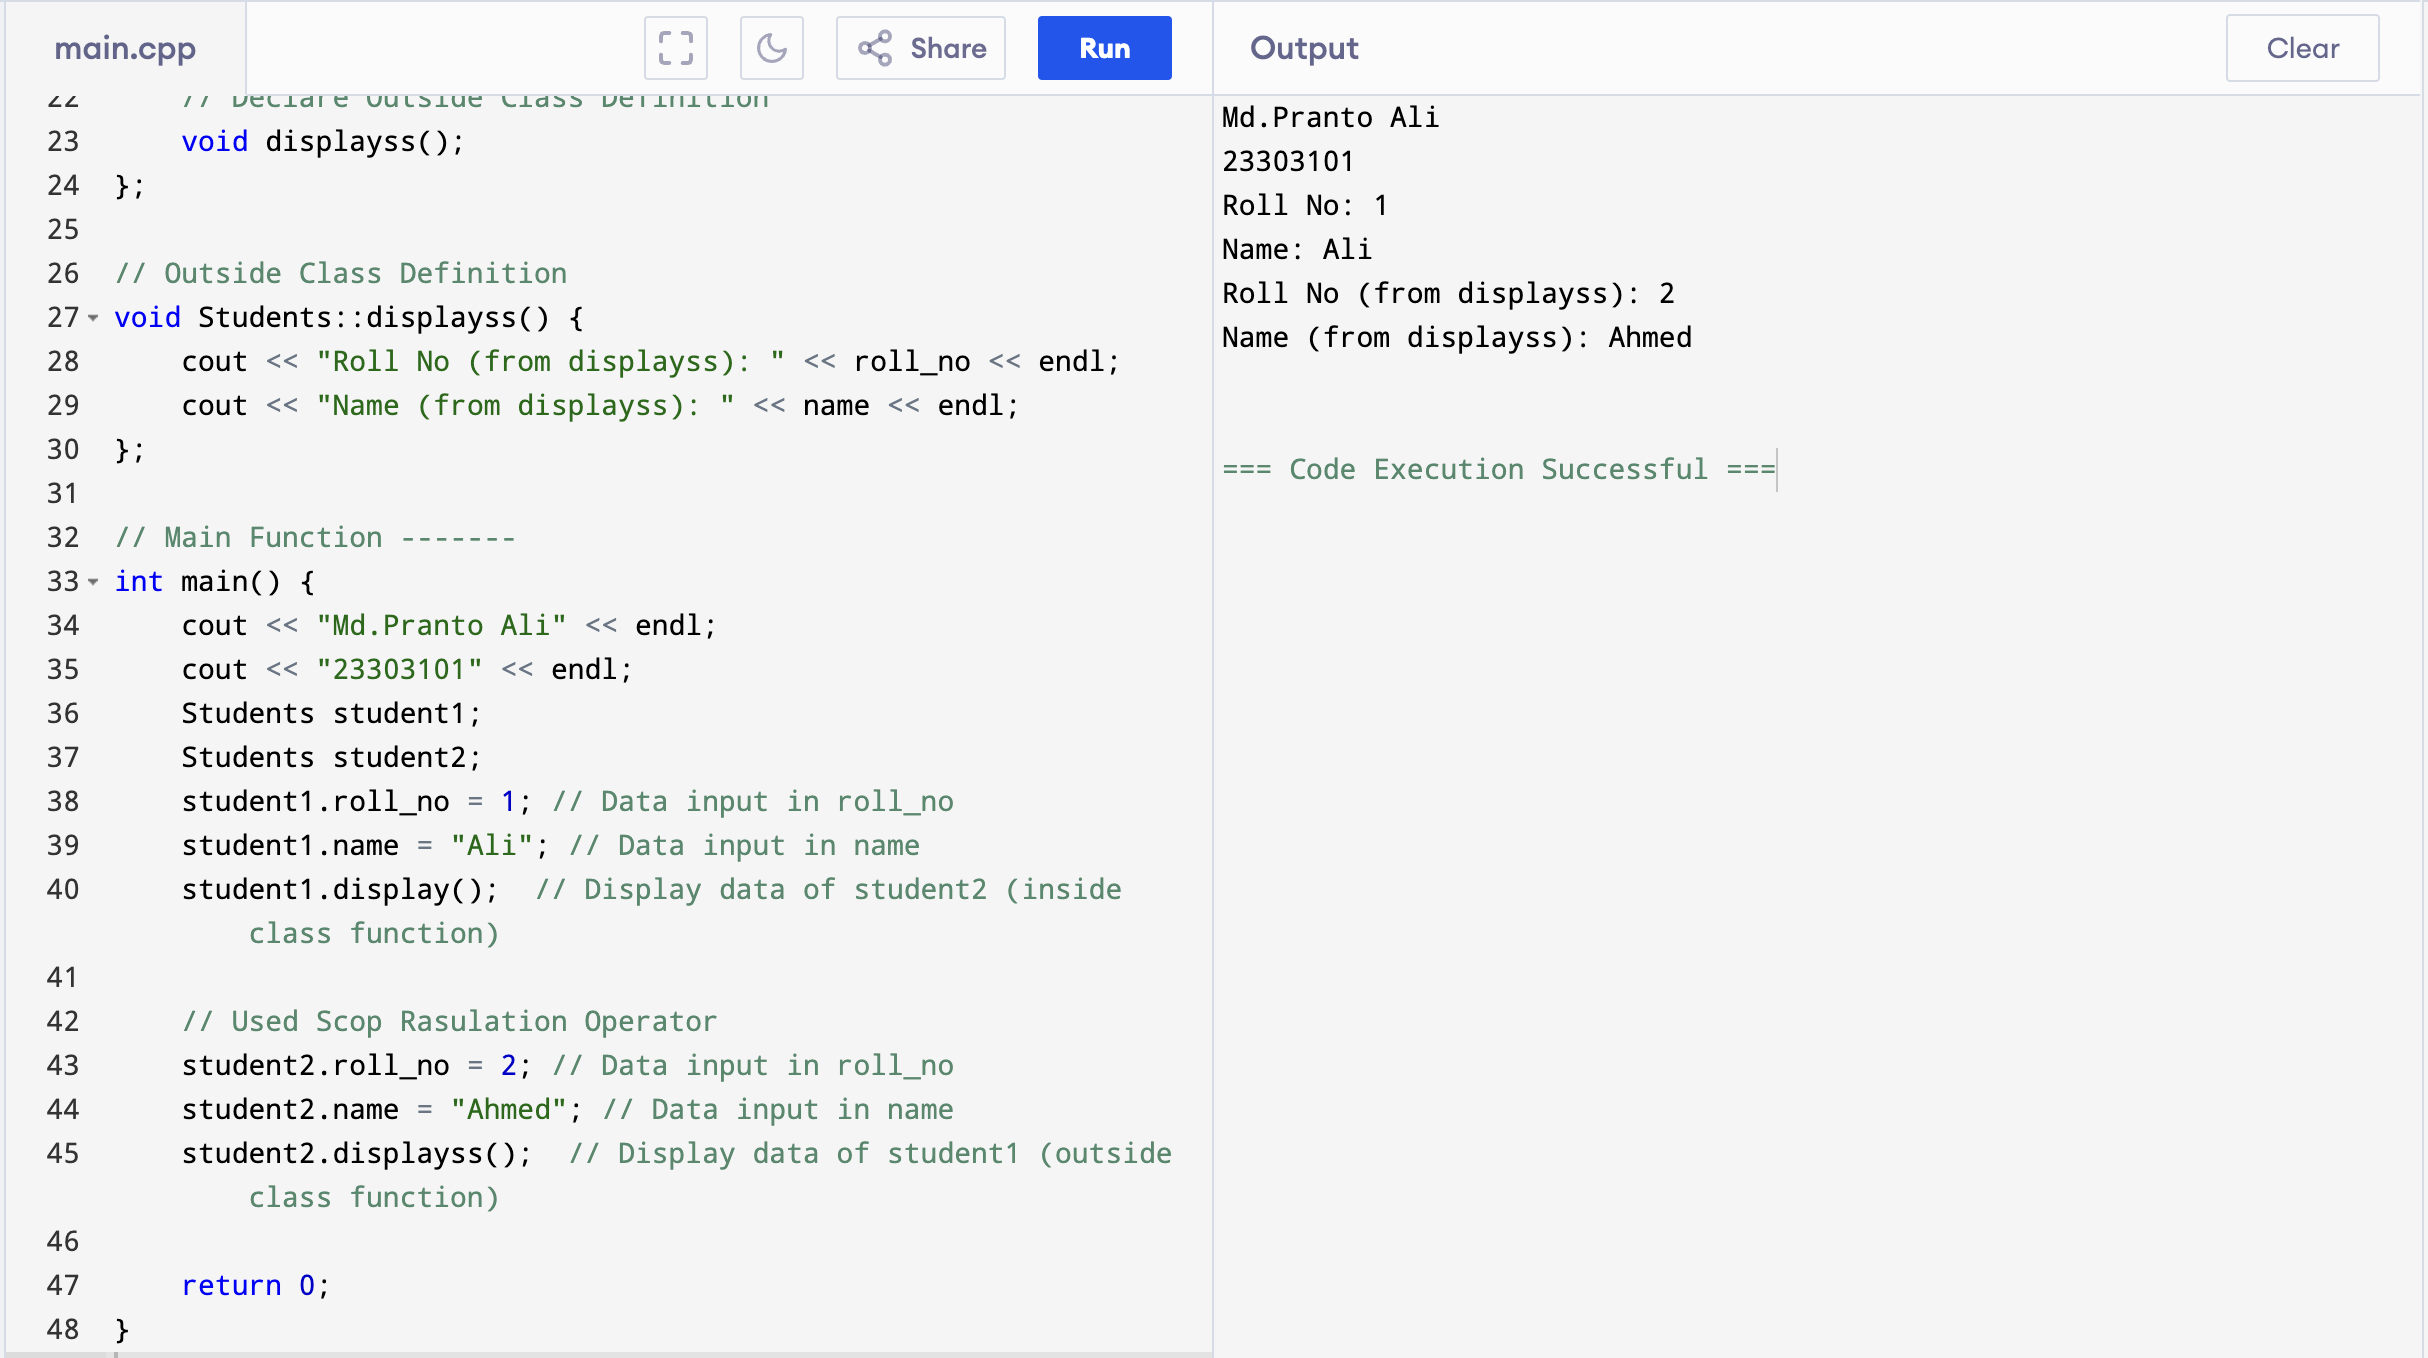 main.cpp
Share
Run
Output
Clear
22     // Declare Outside Class Definition
23     void displayss();
24 };
25
26 // Outside Class Definition
27 void Students::displayss() {
28     cout << "Roll No (from displayss): " << roll_no << endl;
29     cout << "Name (from displayss): " << name << endl;
30 };
31
32 // Main Function -------
33 int main() {
34     cout << "Md.Pranto Ali" << endl;
35     cout << "23303101" << endl;
36     Students student1;
37     Students student2;
38     student1.roll_no = 1; // Data input in roll_no
39     student1.name = "Ali"; // Data input in name
40     student1.display();  // Display data of student2 (inside
class function)
41
42     // Used Scop Rasulation Operator
43     student2.roll_no = 2; // Data input in roll_no
44     student2.name = "Ahmed"; // Data input in name
45     student2.displayss();  // Display data of student1 (outside
class function)
46
47     return 0;
48 }
Md.Pranto Ali
23303101
Roll No: 1
Name: Ali
Roll No (from displayss): 2
Name (from displayss): Ahmed
=== Code Execution Successful ===